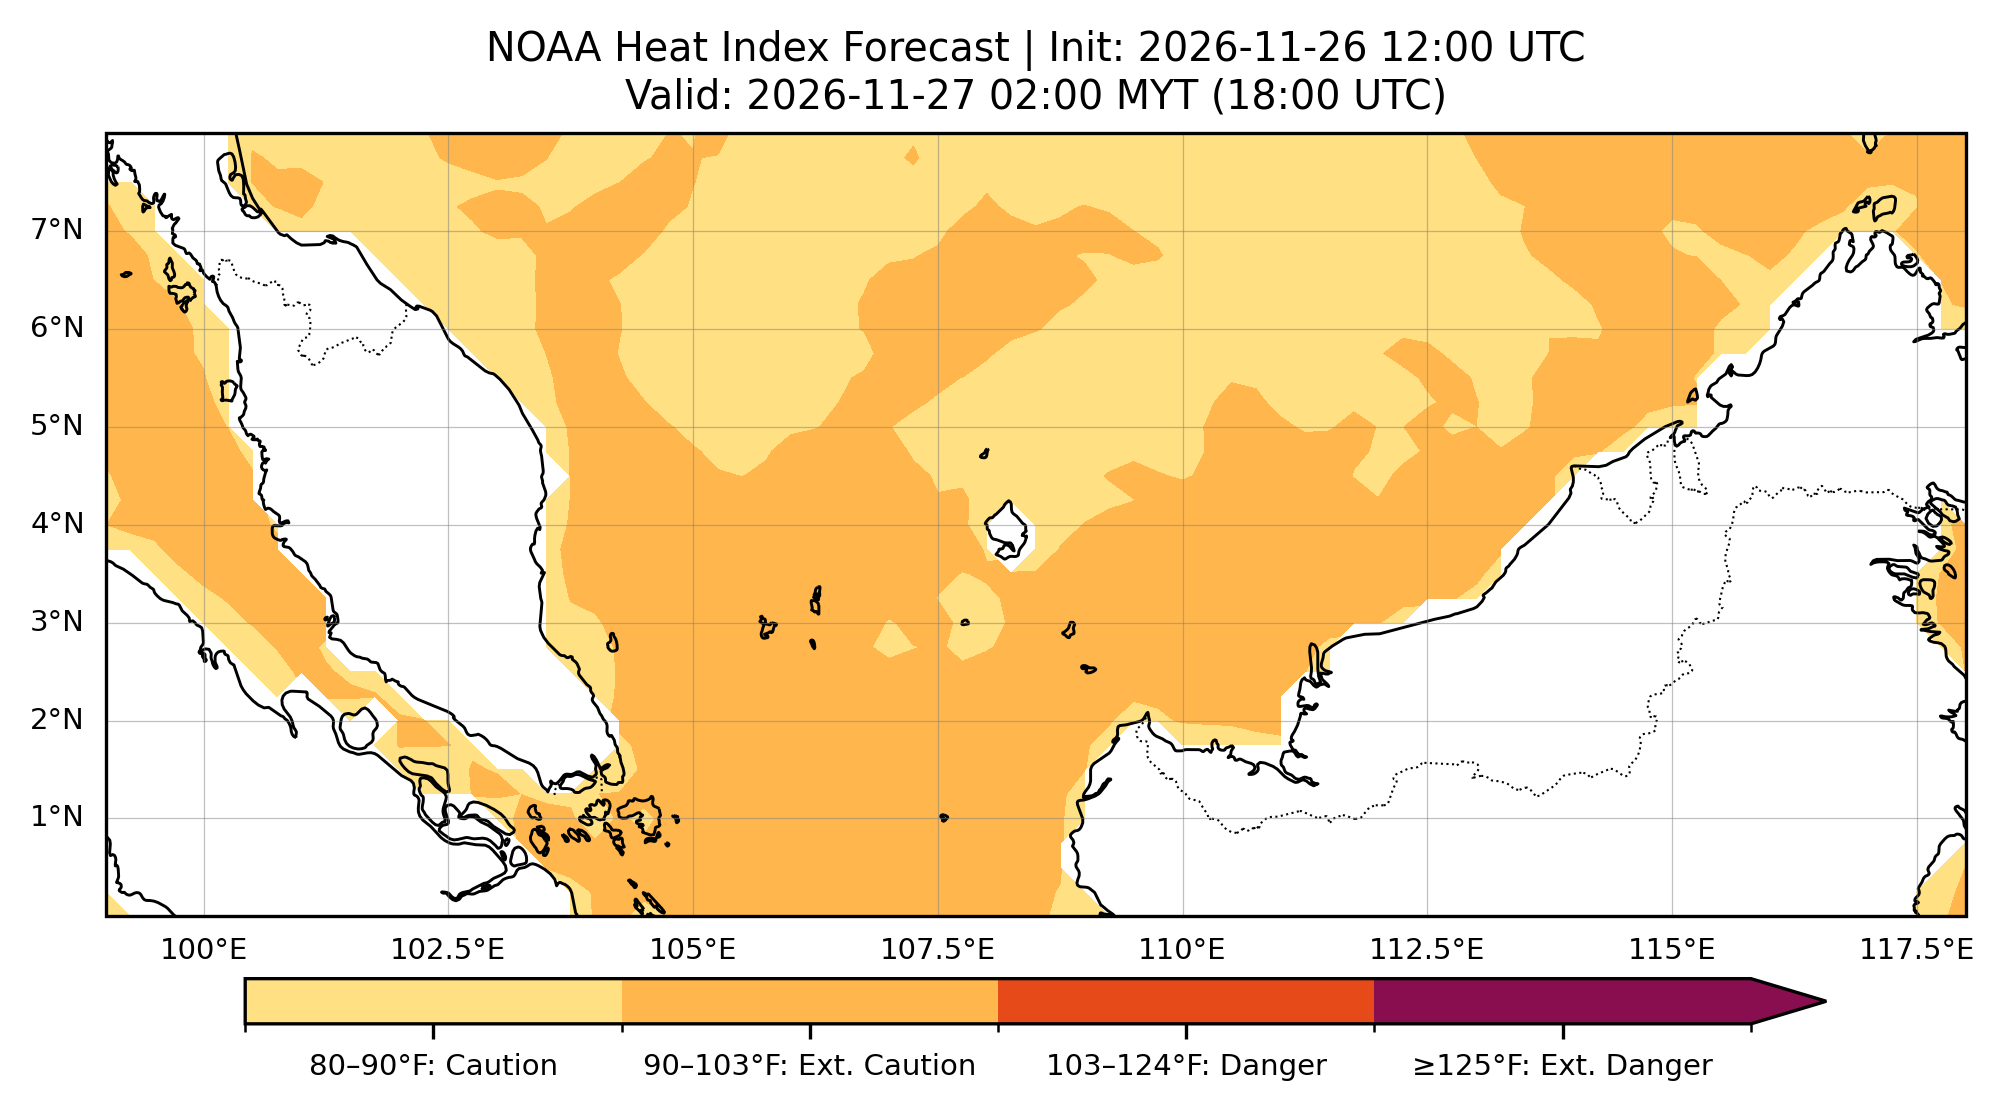 NOAA Heat Index Forecast | Init: 2026-11-26 12:00 UTC
Valid: 2026-11-27 02:00 MYT (18:00 UTC)
7°N
6°N
5°N
4°N
3°N
2°N
1°N
100°E 102.5°E 105°E 107.5°E 110°E 112.5°E 115°E 117.5°E
80–90°F: Caution 90–103°F: Ext. Caution 103–124°F: Danger ≥125°F: Ext. Danger